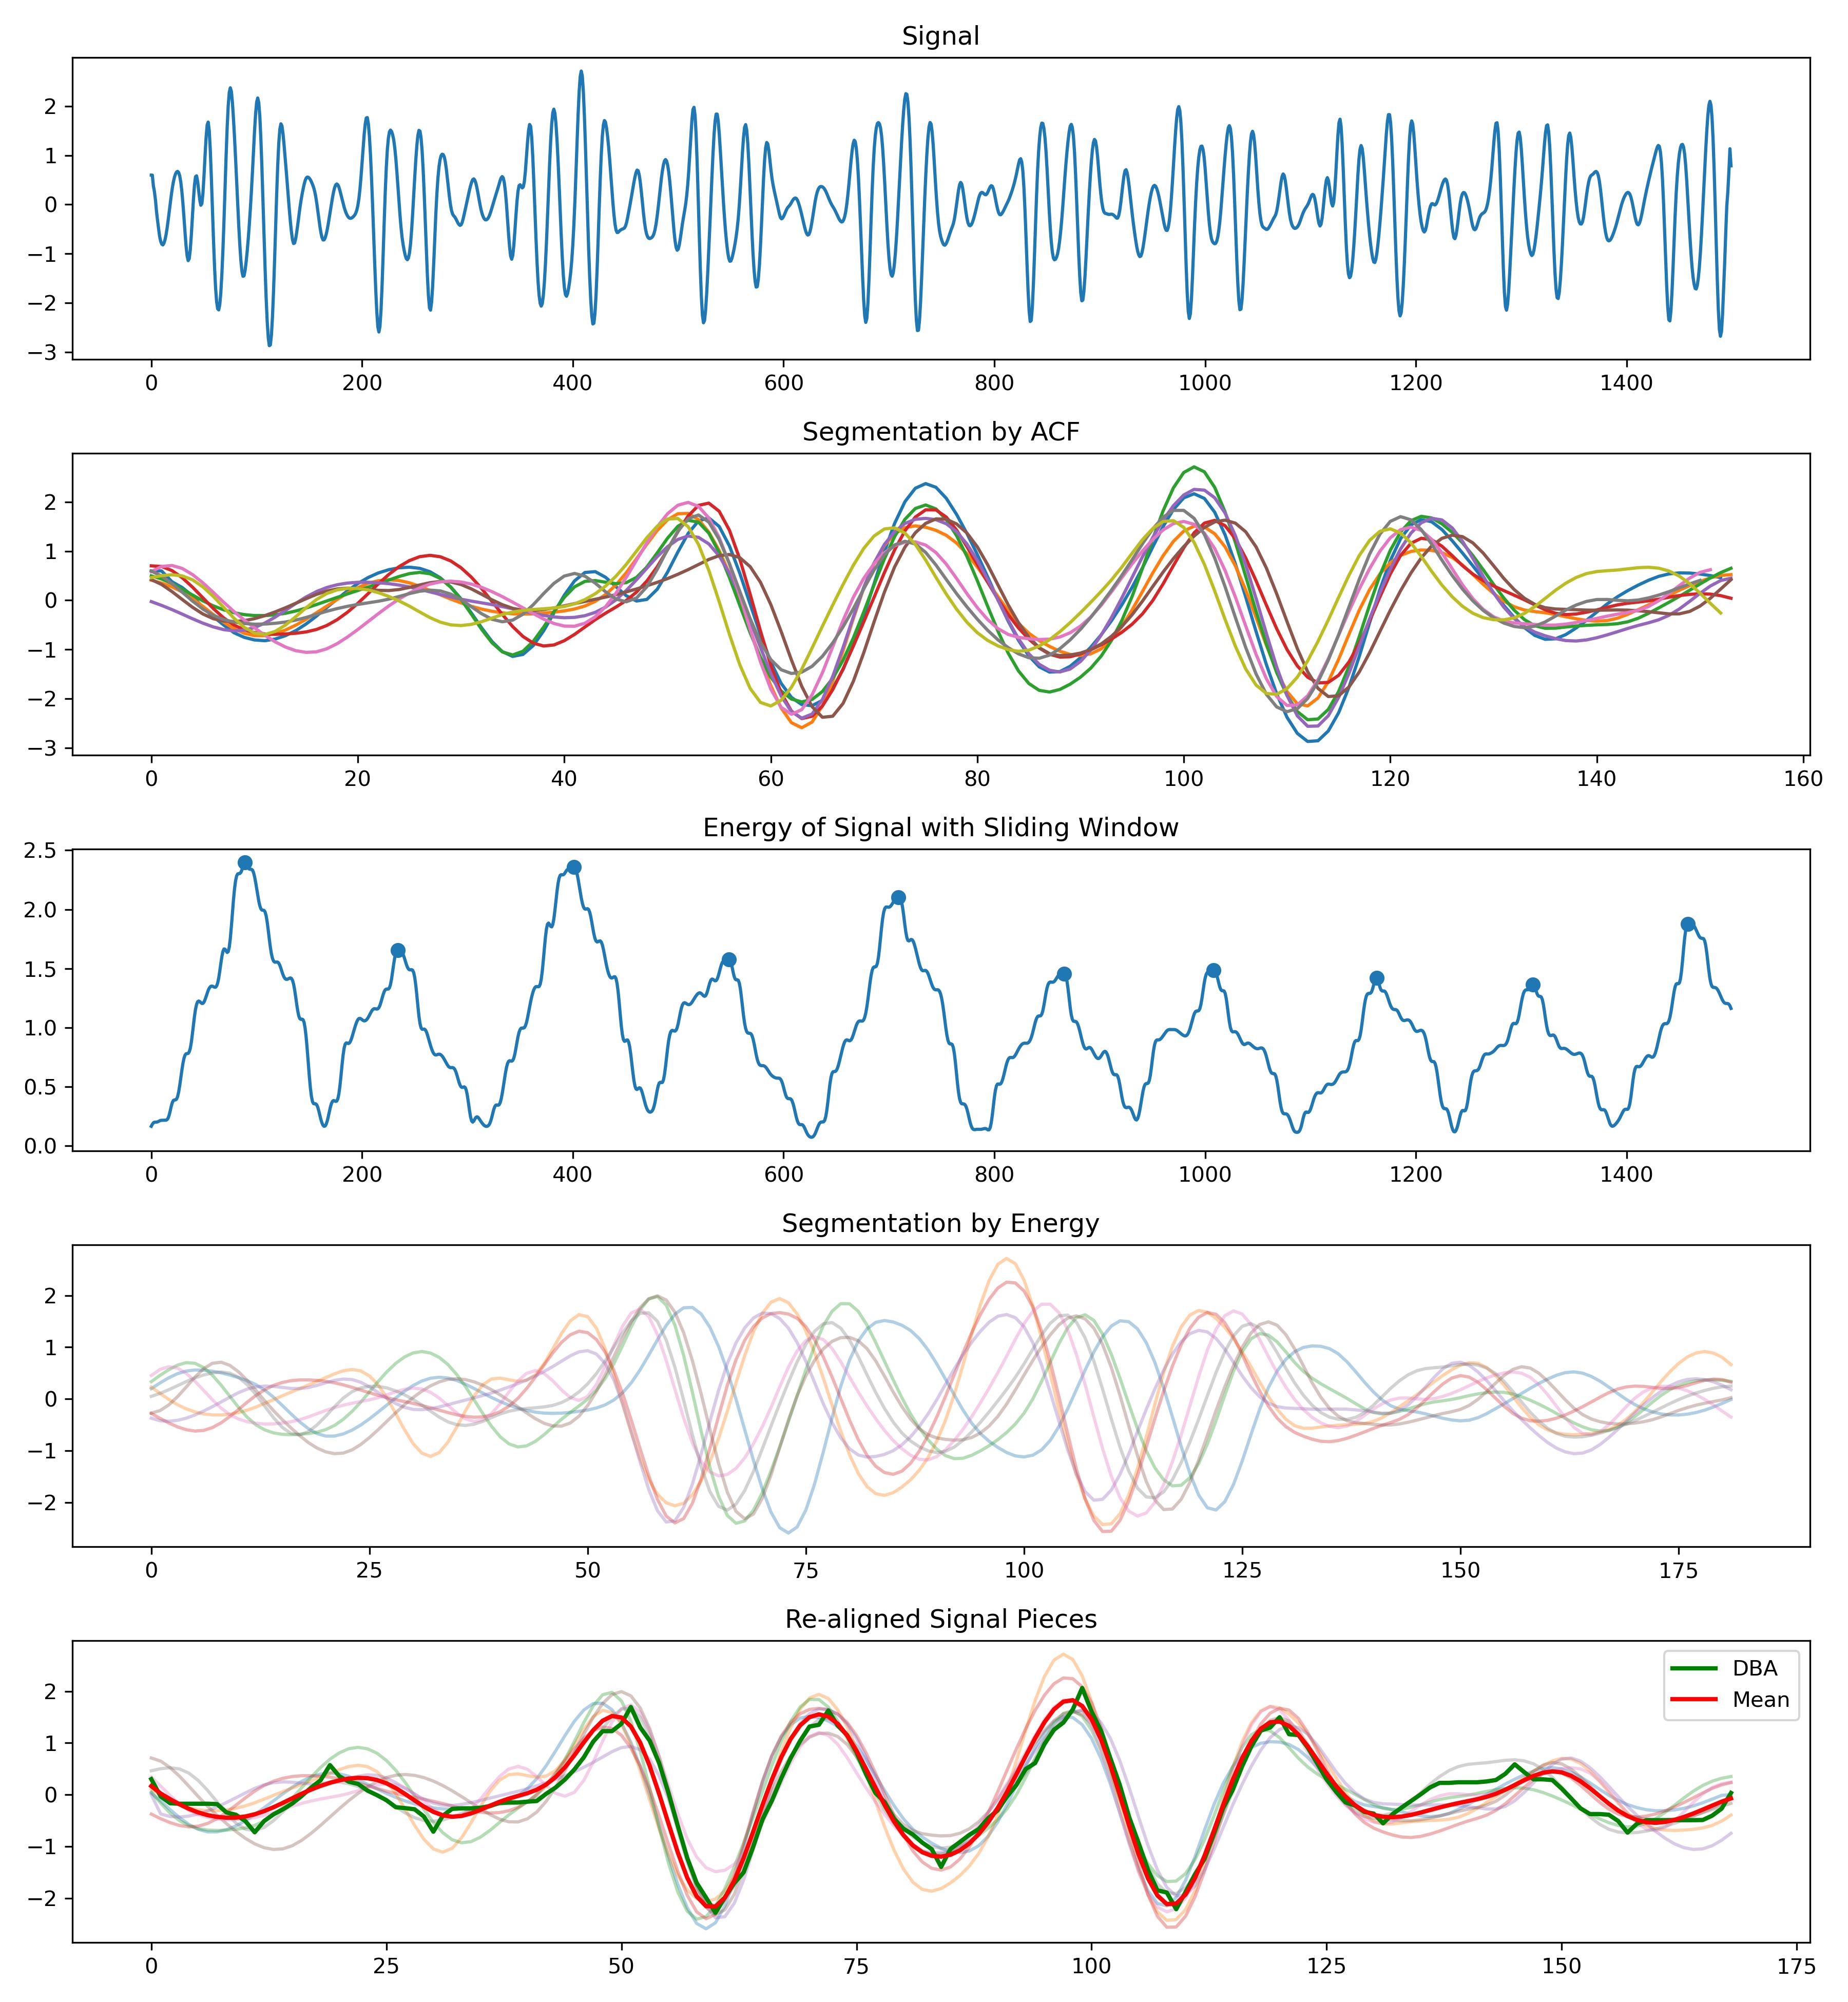 Signal
2
1
0
−1
−2
−3
0 200 400 600 800 1000 1200 1400
Segmentation by ACF
2
1
0
−1
−2
−3
0 20 40 60 80 100 120 140 160
Energy of Signal with Sliding Window
2.5
2.0
1.5
1.0
0.5
0.0
0 200 400 600 800 1000 1200 1400
Segmentation by Energy
2
1
0
−1
−2
0 25 50 75 100 125 150 175
Re-aligned Signal Pieces
DBA
Mean
2
1
0
−1
−2
0 25 50 75 100 125 150 175